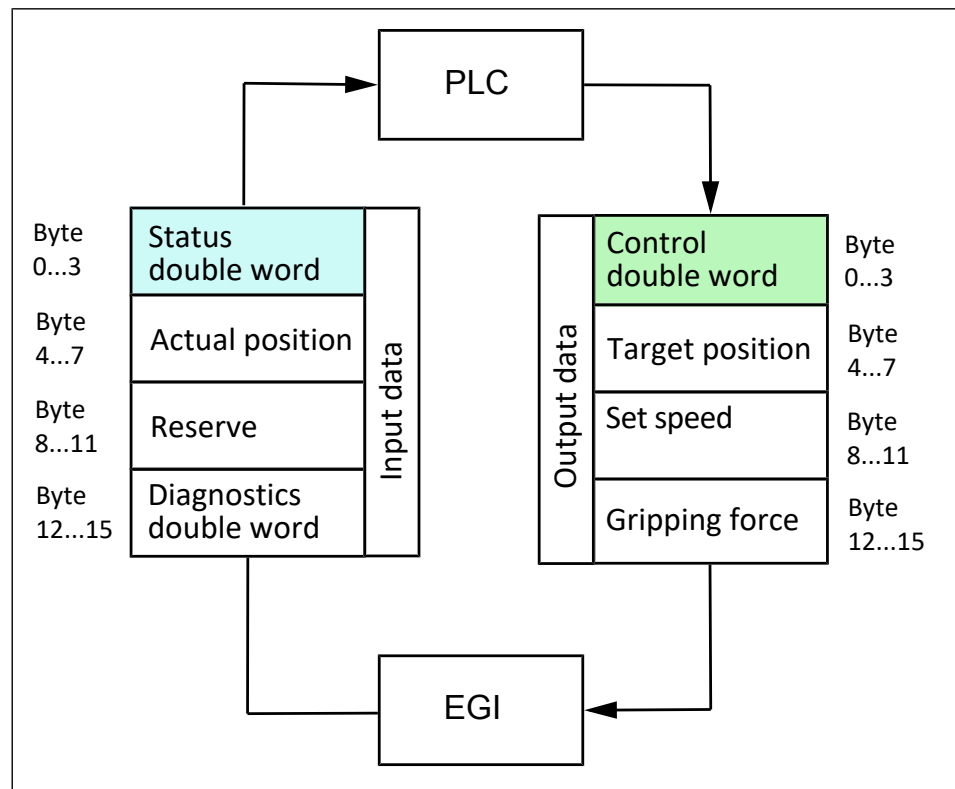 PLC
Byte
0...3
Status
double word
Byte
4...7
Actual position
Byte
8...11
Reserve
Byte
12...15
Diagnostics
double word
Input data
Output data
Control
double word
Byte
0...3
Target position
Byte
4...7
Set speed
Byte
8...11
Gripping force
Byte
12...15
EGI